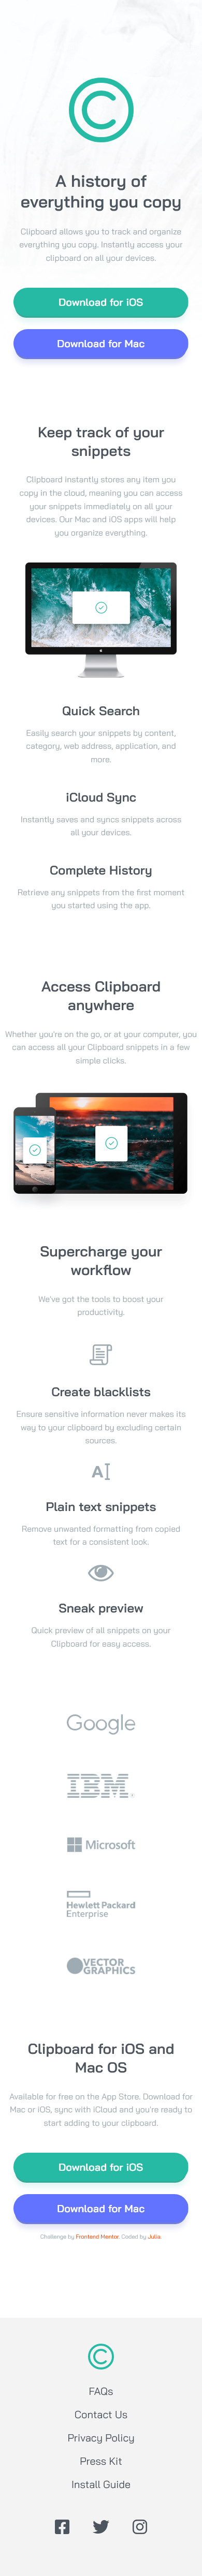 A history of
everything you copy
Clipboard allows you to track and organize
everything you copy. Instantly access your
clipboard on all your devices.
Download for iOS
Download for Mac
Keep track of your
snippets
Clipboard instantly stores any item you
copy in the cloud, meaning you can access
your snippets immediately on all your
devices. Our Mac and iOS apps will help
you organize everything.
Quick Search
Easily search your snippets by content,
category, web address, application, and
more.
iCloud Sync
Instantly saves and syncs snippets across
all your devices.
Complete History
Retrieve any snippets from the first moment
you started using the app.
Access Clipboard
anywhere
Whether you're on the go, or at your computer, you
can access all your Clipboard snippets in a few
simple clicks.
Supercharge your
workflow
We've got the tools to boost your
productivity.
Create blacklists
Ensure sensitive information never makes its
way to your clipboard by excluding certain
sources.
Plain text snippets
Remove unwanted formatting from copied
text for a consistent look.
Sneak preview
Quick preview of all snippets on your
Clipboard for easy access.
Google
IBM
Microsoft
Hewlett Packard
Enterprise
VECTOR
GRAPHICS
Clipboard for iOS and
Mac OS
Available for free on the App Store. Download for
Mac or iOS, sync with iCloud and you're ready to
start adding to your clipboard.
Download for iOS
Download for Mac
Challenge by Frontend Mentor. Coded by Julia.
FAQs
Contact Us
Privacy Policy
Press Kit
Install Guide